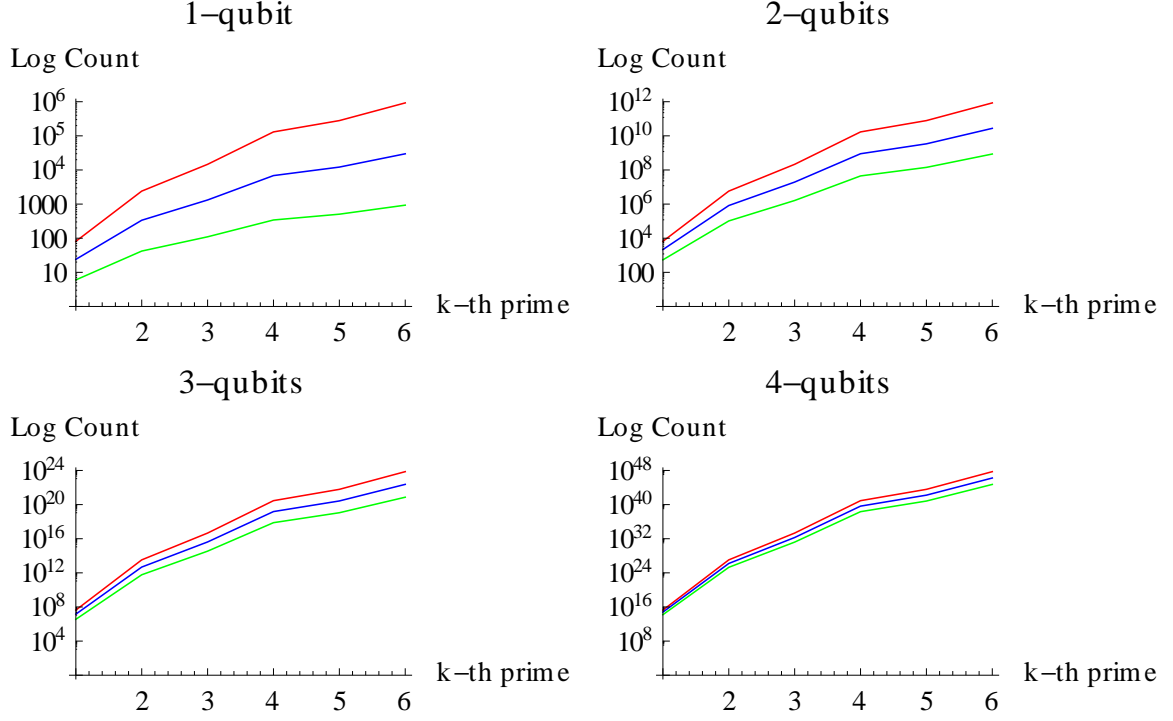 1–qubit
Log Count
10^6
10^5
10^4
1000
100
10
k–th prime
2 3 4 5 6
2–qubits
Log Count
10^12
10^10
10^8
10^6
10^4
100
k–th prime
2 3 4 5 6
3–qubits
Log Count
10^24
10^20
10^16
10^12
10^8
10^4
k–th prime
2 3 4 5 6
4–qubits
Log Count
10^48
10^40
10^32
10^24
10^16
10^8
k–th prime
2 3 4 5 6